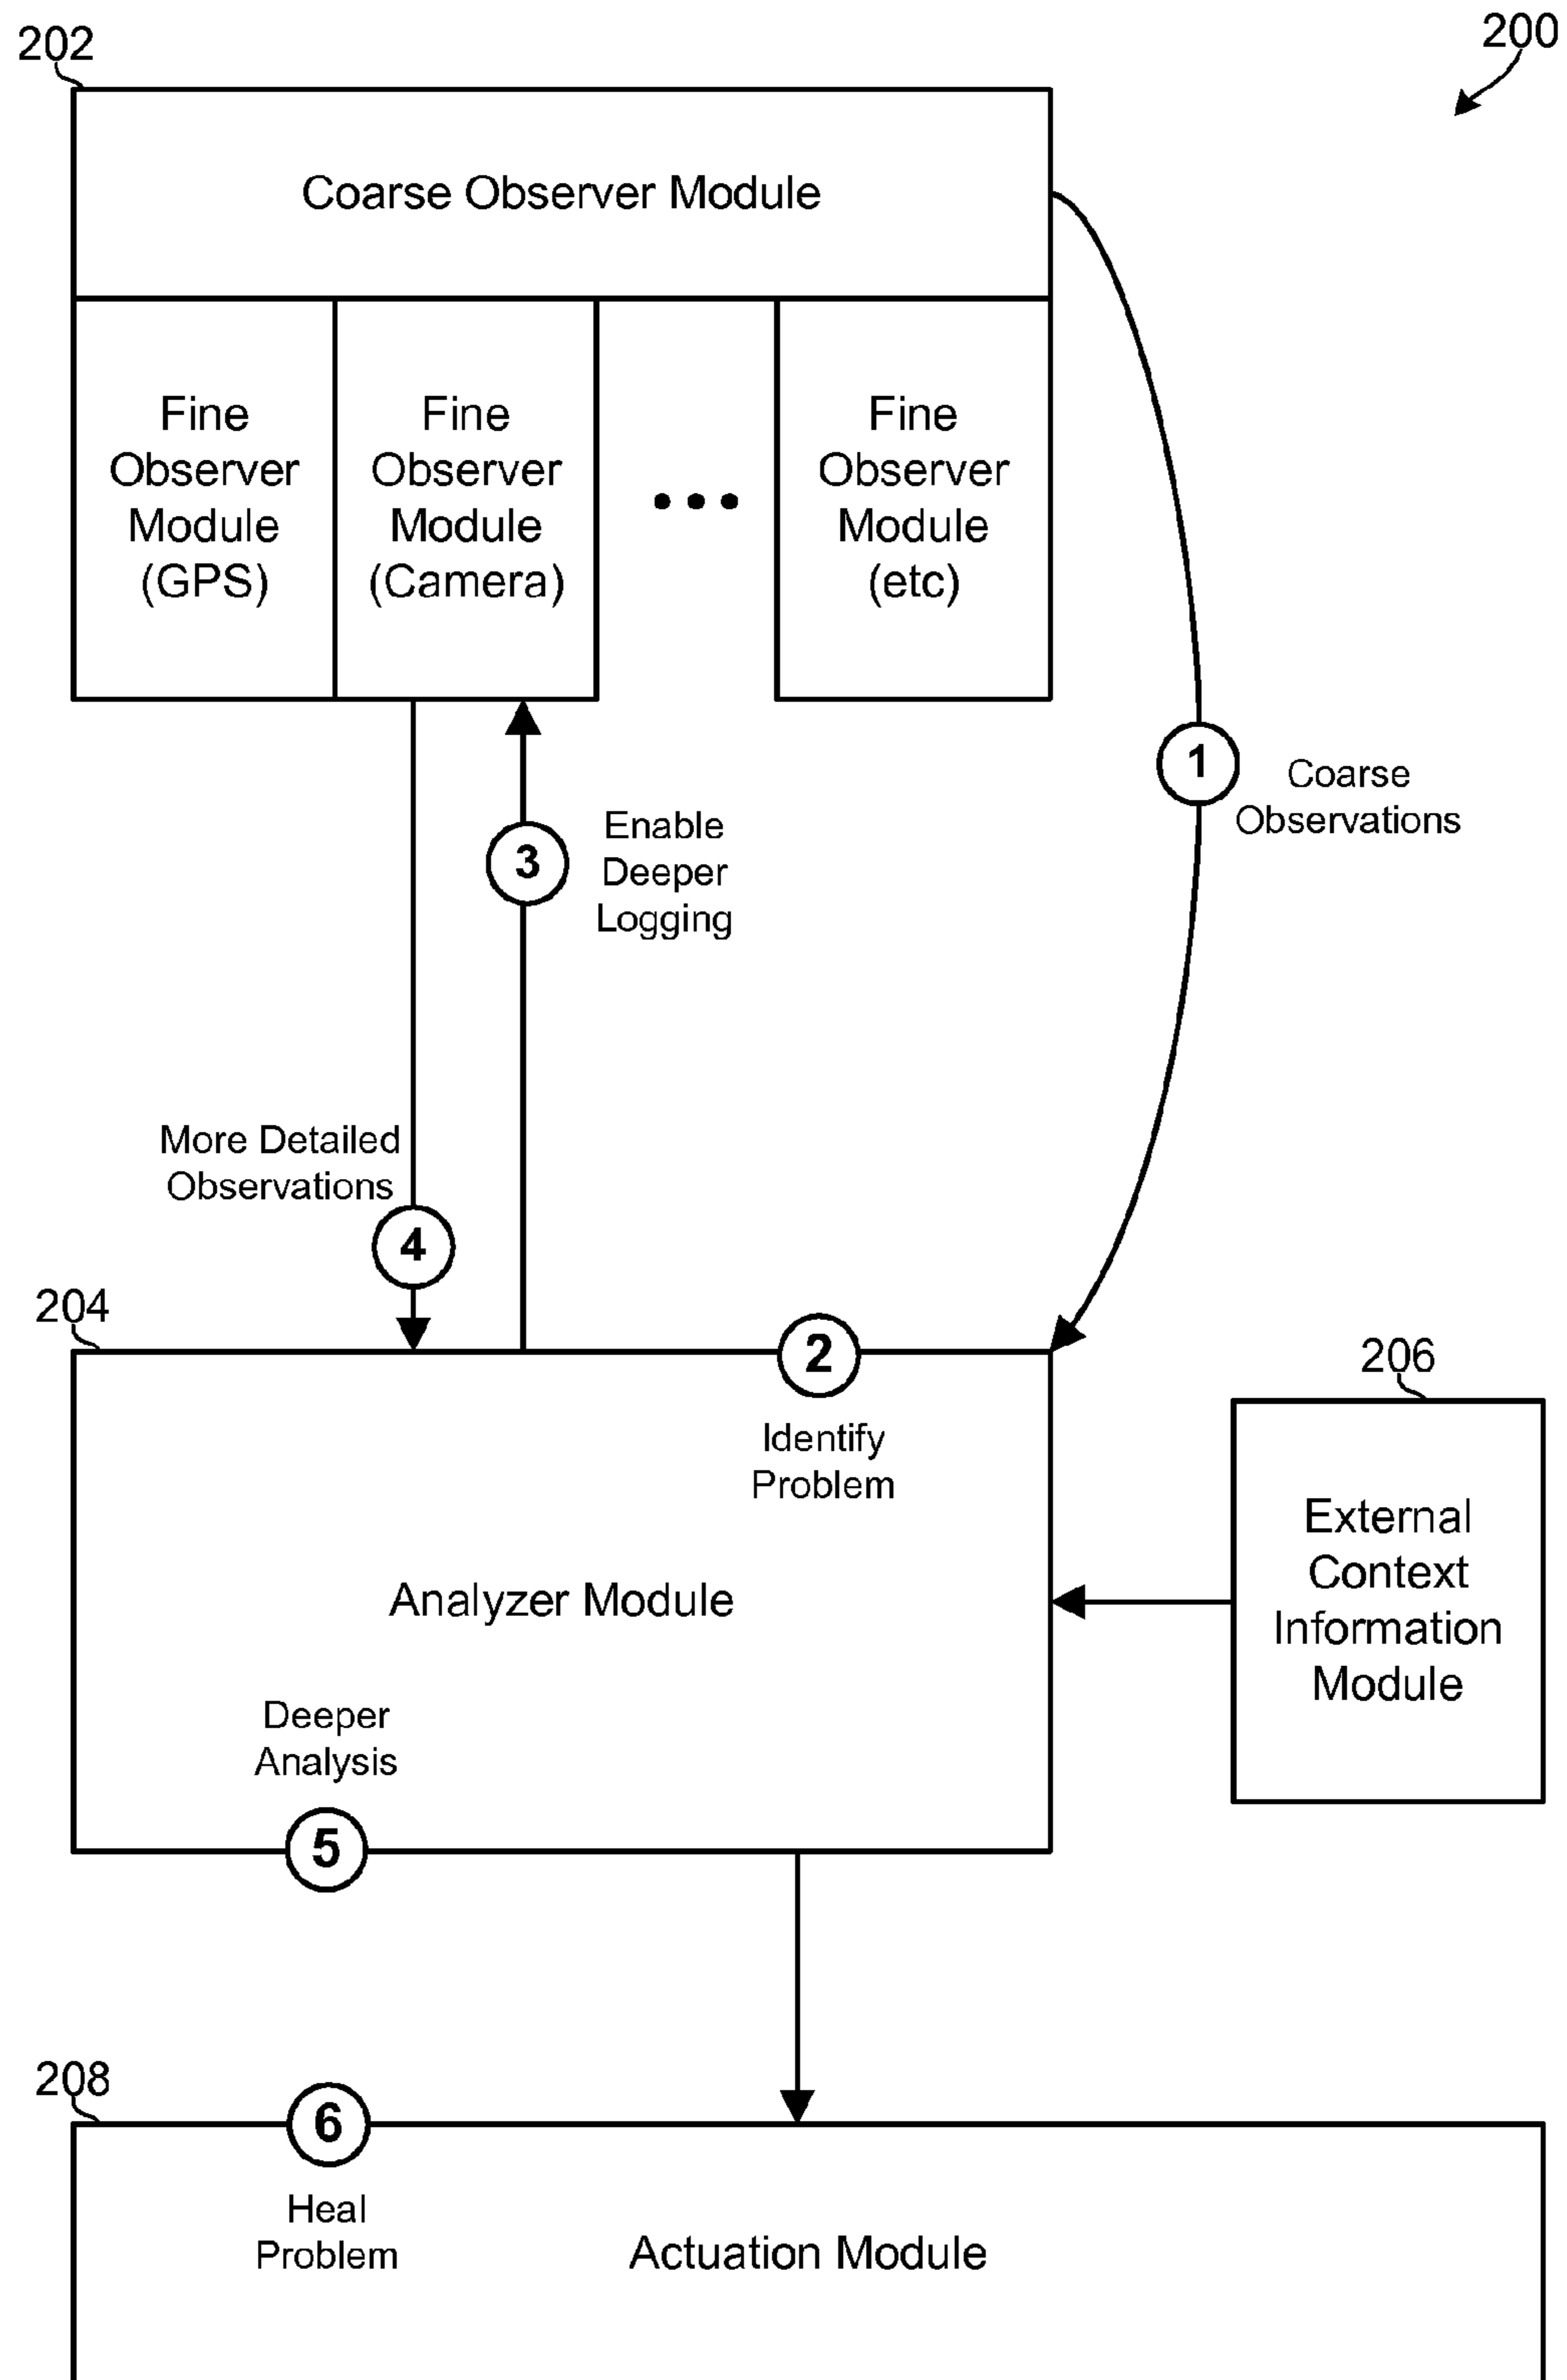 202
200
Coarse Observer Module
Fine
Observer
Module
(GPS)
Fine
Observer
Module
(Camera)
Fine
Observer
Module
(etc)
1
Coarse
Observations
3
Enable
Deeper
Logging
More Detailed
Observations
4
204
2
Identify
Problem
206
External
Context
Information
Module
Analyzer Module
Deeper
Analysis
5
208
6
Heal
Problem
Actuation Module